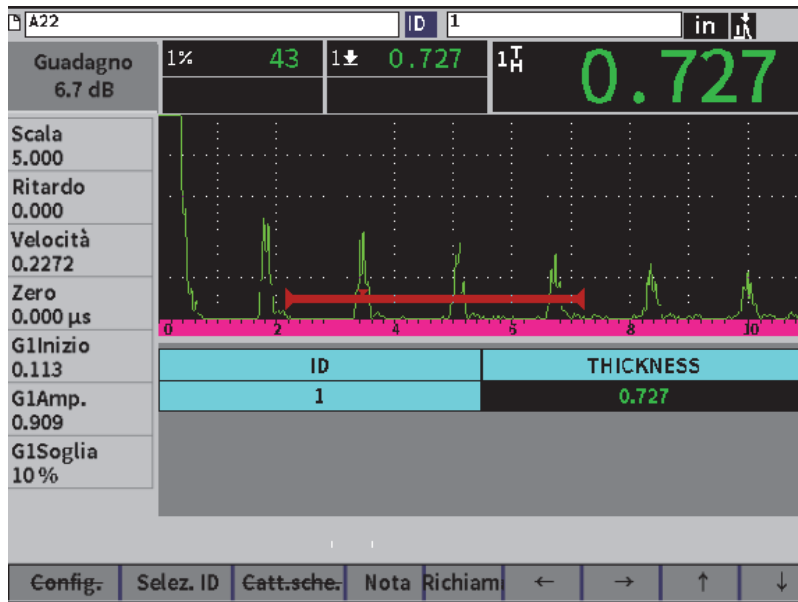 A22 ID 1 in
Guadagno 6.7 dB
1% 43 1 0.727 1TH 0.727
Scala
5.000
Ritardo
0.000
Velocità
0.2272
Zero
0.000 µs
G1Inizio
0.113
G1Amp.
0.909
G1Soglia
10%
0 2 4 6 8 10
ID THICKNESS
1 0.727
Config. Selez. ID Catt.sche. Nota Richiam ← → ↑ ↓